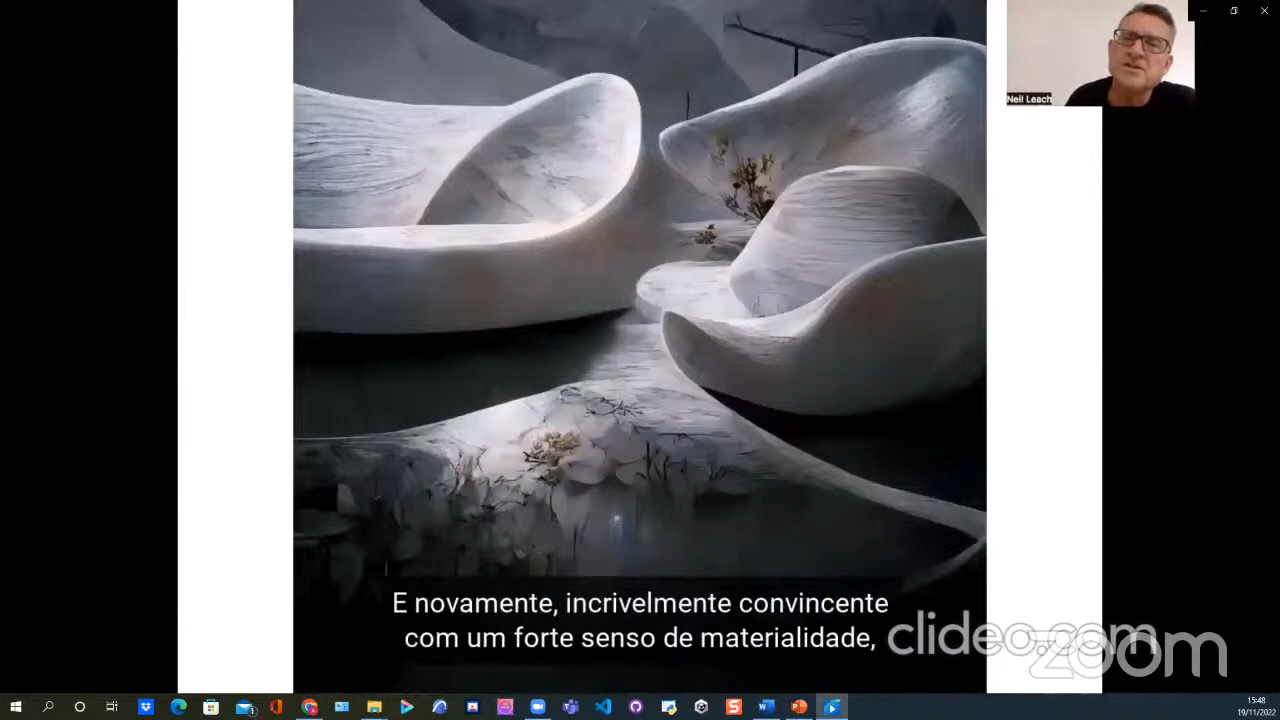 Neil Leach
E novamente, incrivelmente convincente
com um forte senso de materialidade,
clideo.com
zoom
15:48
19/11/2022